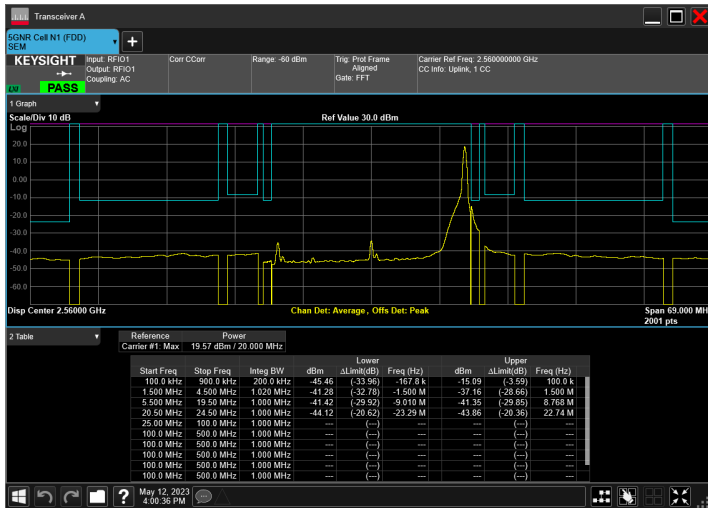 Transceiver A
5GNR Cell N1 (FDD)
SEM
KEYSIGHT
LXI
PASS
Input: RFIO1
Output: RFIO1
Coupling: AC
Corr CCorr
Range: -60 dBm
Trig: Prot Frame
Aligned
Gate: FFT
Carrier Ref Freq: 2.560000000 GHz
CC Info: Uplink, 1 CC
1 Graph
Scale/Div 10 dB
Ref Value 30.0 dBm
Log
20.0
10.0
0.00
-10.0
-20.0
-30.0
-40.0
-50.0
-60.0
Disp Center 2.56000 GHz
Chan Det: Average, Offs Det: Peak
Span 69.000 MH
2001 pts
2 Table
Reference Power
Carrier #1: Max 19.57 dBm / 20.000 MHz
Lower Upper
Start Freq Stop Freq Integ BW dBm ΔLimit(dB) Freq (Hz) dBm ΔLimit(dB) Freq (Hz)
100.0 kHz 900.0 kHz 200.0 kHz -45.46 (-33.96) -167.8 k -15.09 (-3.59) 100.0 k
1.500 MHz 4.500 MHz 1.020 MHz -41.28 (-32.78) -1.500 M -37.16 (-28.66) 1.500 M
5.500 MHz 19.50 MHz 1.000 MHz -41.42 (-29.92) -9.010 M -41.35 (-29.85) 8.768 M
20.50 MHz 24.50 MHz 1.000 MHz -44.12 (-20.62) -23.29 M -43.86 (-20.36) 22.74 M
25.00 MHz 100.0 MHz 1.000 MHz --- (---) --- --- (---) ---
100.0 MHz 500.0 MHz 1.000 MHz --- (---) --- --- (---) ---
100.0 MHz 500.0 MHz 1.000 MHz --- (---) --- --- (---) ---
100.0 MHz 500.0 MHz 1.000 MHz --- (---) --- --- (---) ---
100.0 MHz 500.0 MHz 1.000 MHz --- (---) --- --- (---) ---
100.0 MHz 500.0 MHz 1.000 MHz --- (---) --- --- (---) ---
?
May 12, 2023
4:00:36 PM